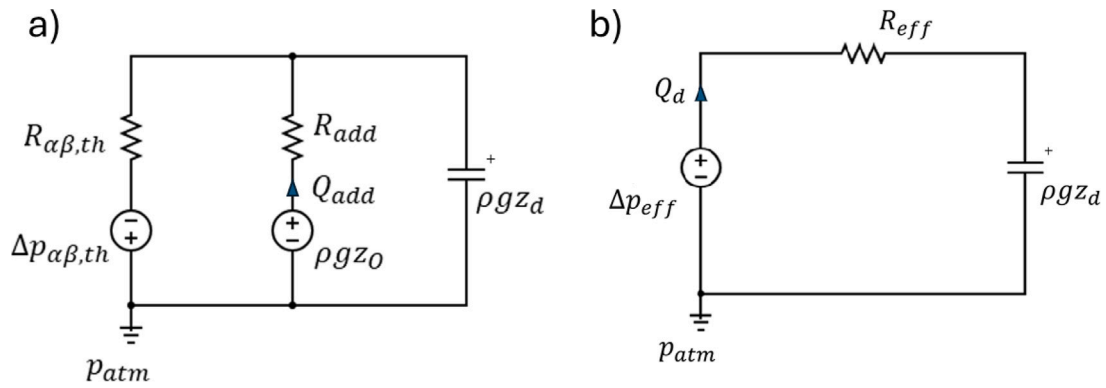 a)
R_{αβ,th}
Δp_{αβ,th}
p_{atm}
R_{add}
Q_{add}
ρgz_O
+
ρgz_d
b)
R_{eff}
Q_d
Δp_{eff}
+
ρgz_d
p_{atm}